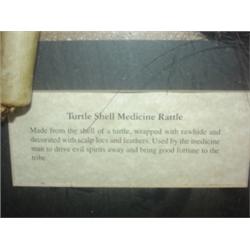 Turtle Shell Medicine Rattle
Made from the shell of a turtle, wrapped with rawhide and
decorated with scalp locs and feathers. Used by the medicine
man to drive evil spirits away and being good fortune to the
tribe